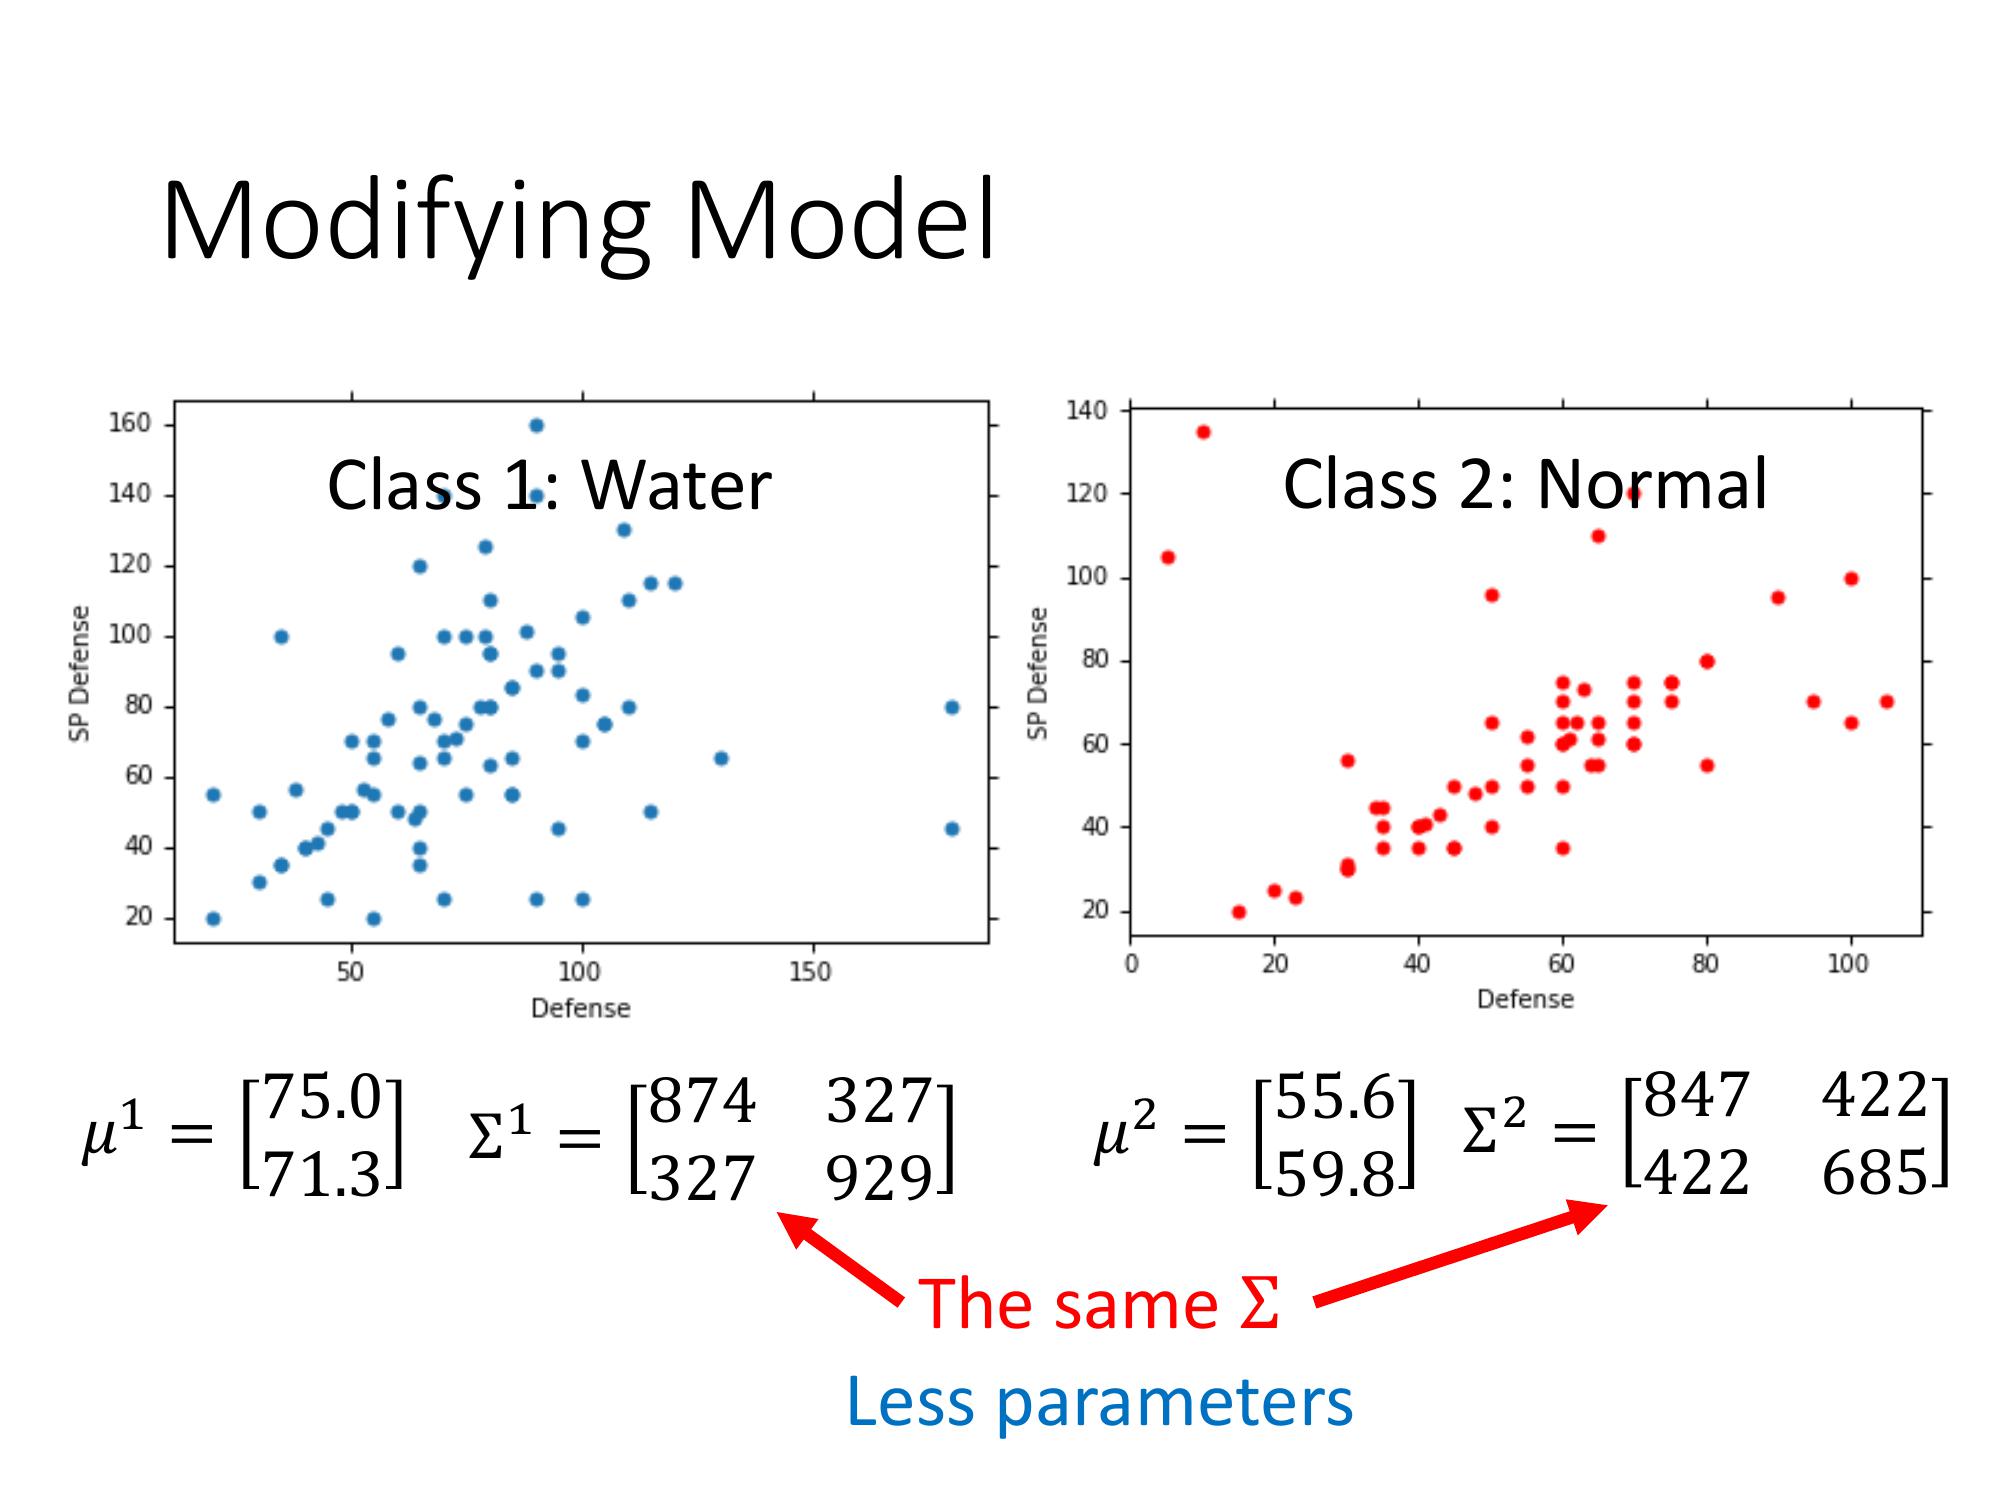 Modifying Model
Class 1: Water
160
140
120
100
80
60
40
20
SP Defense
50 100 150
Defense
Class 2: Normal
140
120
100
80
60
40
20
SP Defense
0 20 40 60 80 100
Defense
μ¹ = [75.0 71.3] Σ¹ = [874 327 327 929]
μ² = [55.6 59.8] Σ² = [847 422 422 685]
The same Σ
Less parameters